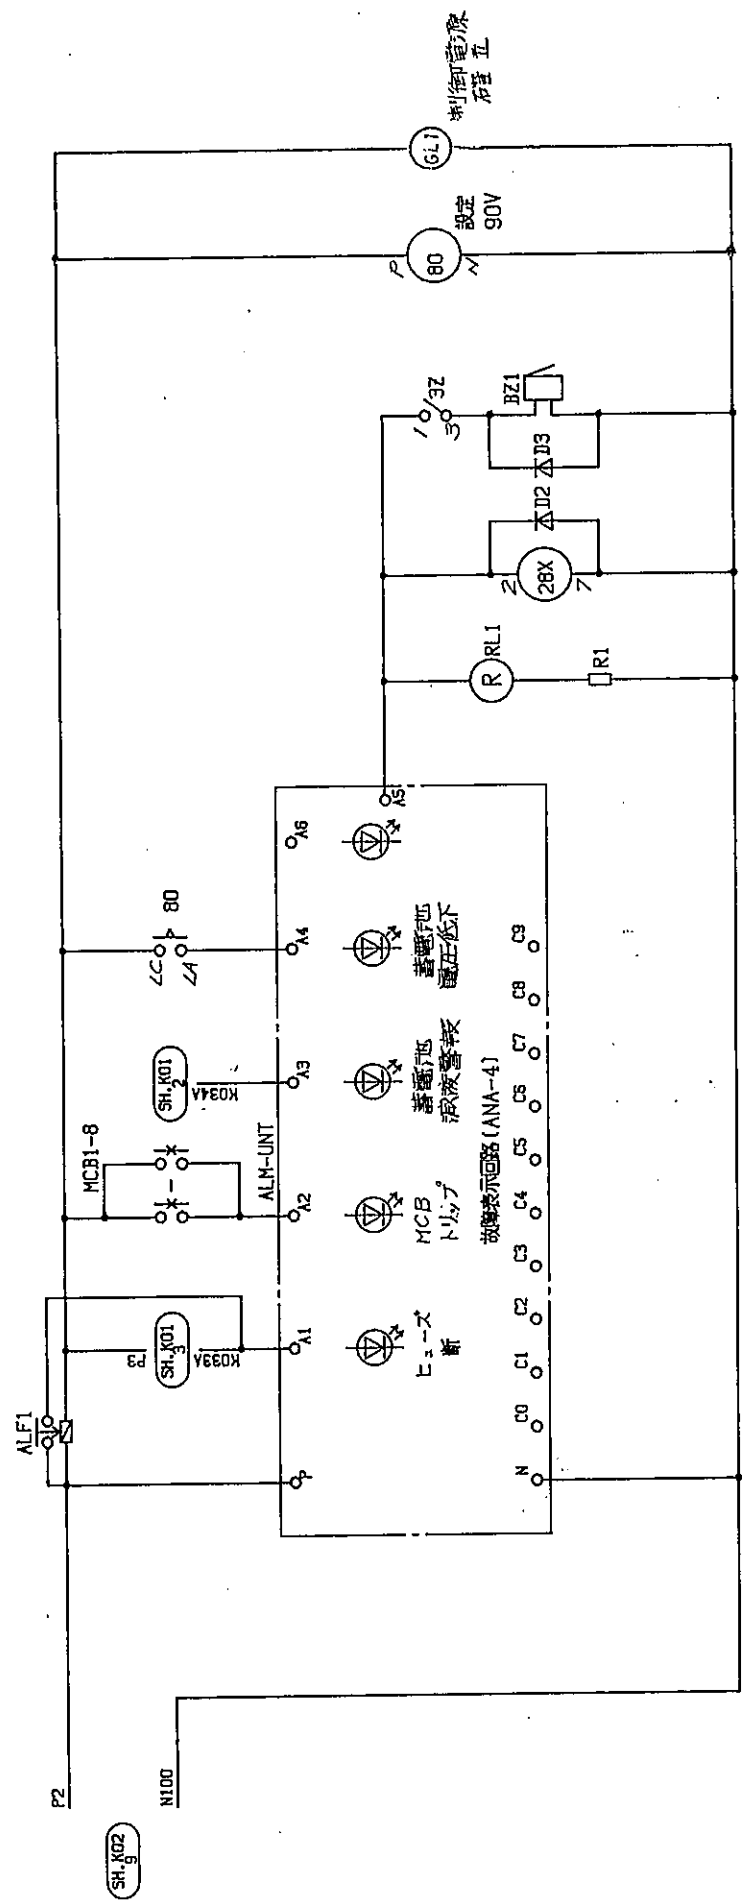 SH.K02
9
P2
N100
ALF1
P3
SH.K01
3
K033A
MCB1-8
SH.K01
2
K034A
80
LC
LA
ALM-UNT
P
A1
A2
A3
A4
A6
A5
ヒューズ
断
MCB
トリップ
蓄電池
減液警報
蓄電池
電圧低下
故障表示回路(ANA-4)
N
C0
C1
C2
C3
C4
C5
C6
C7
C8
C9
R
RL1
R1
2
28X
7
D2
D3
1
3
3Z
BZ1
P
80
N
設定
90V
GL1
制御電源
確立